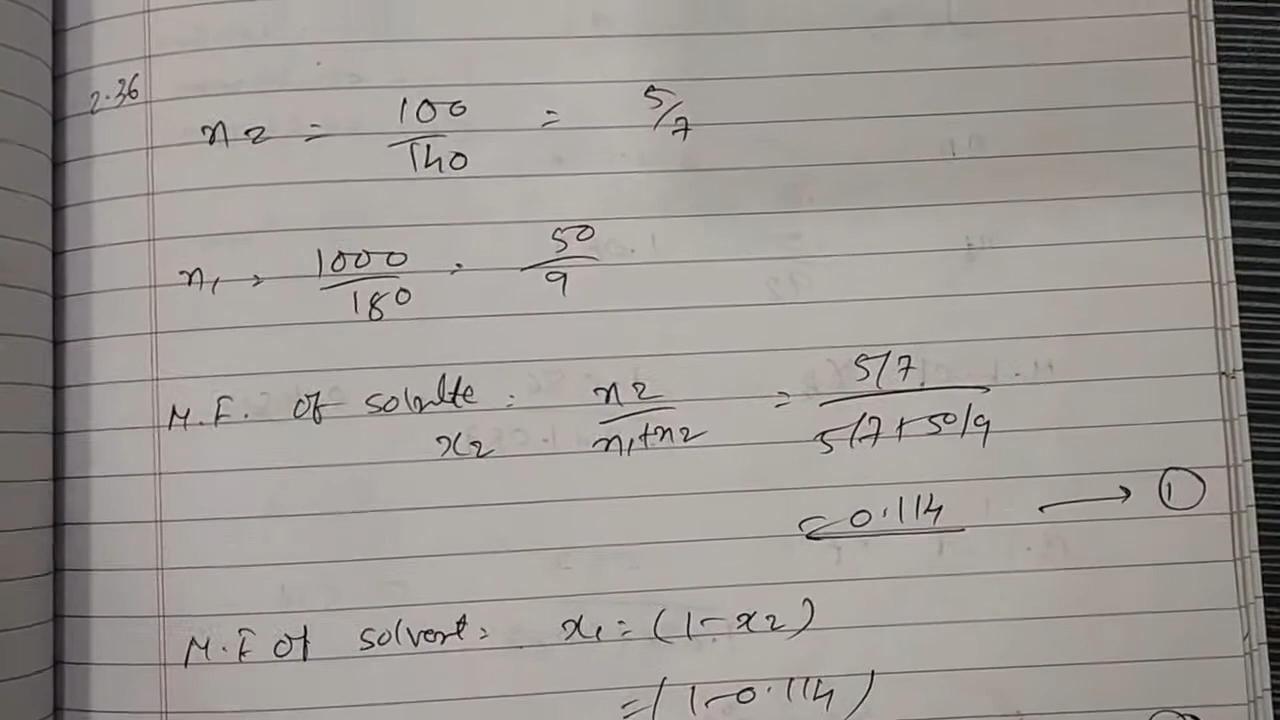 2.36
n2 = 100/140 = 5/7
n1 = 1000/180 = 50/9
M.F. of solute = n2/n1+n2 = 5/7/5/7+50/9
x2
= 0.114 → ①
M.F of solvent = x1 = (1-x2)
= (1-0.114)